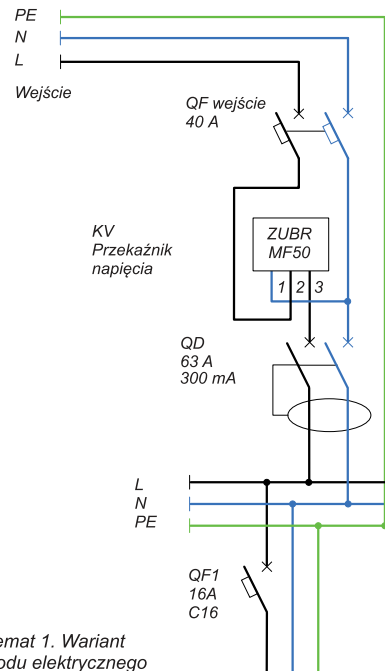 PE
N
L
Wejście
QF wejście
40 A
KV
Przekaźnik
napięcia
ZUBR
MF50
1 2 3
QD
63 A
300 mA
L
N
PE
QF1
16A
C16
emat 1. Wariant
odu elektrycznego